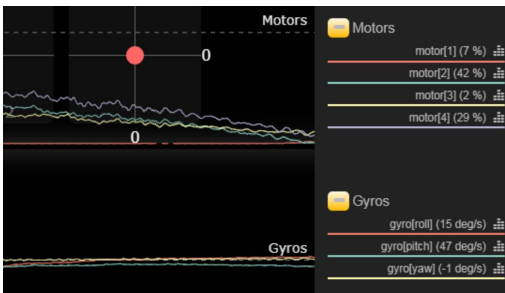 Motors
0
0
Gyros
Motors
motor[1] (7 %)
motor[2] (42 %)
motor[3] (2 %)
motor[4] (29 %)
Gyros
gyro[roll] (15 deg/s)
gyro[pitch] (47 deg/s)
gyro[yaw] (-1 deg/s)